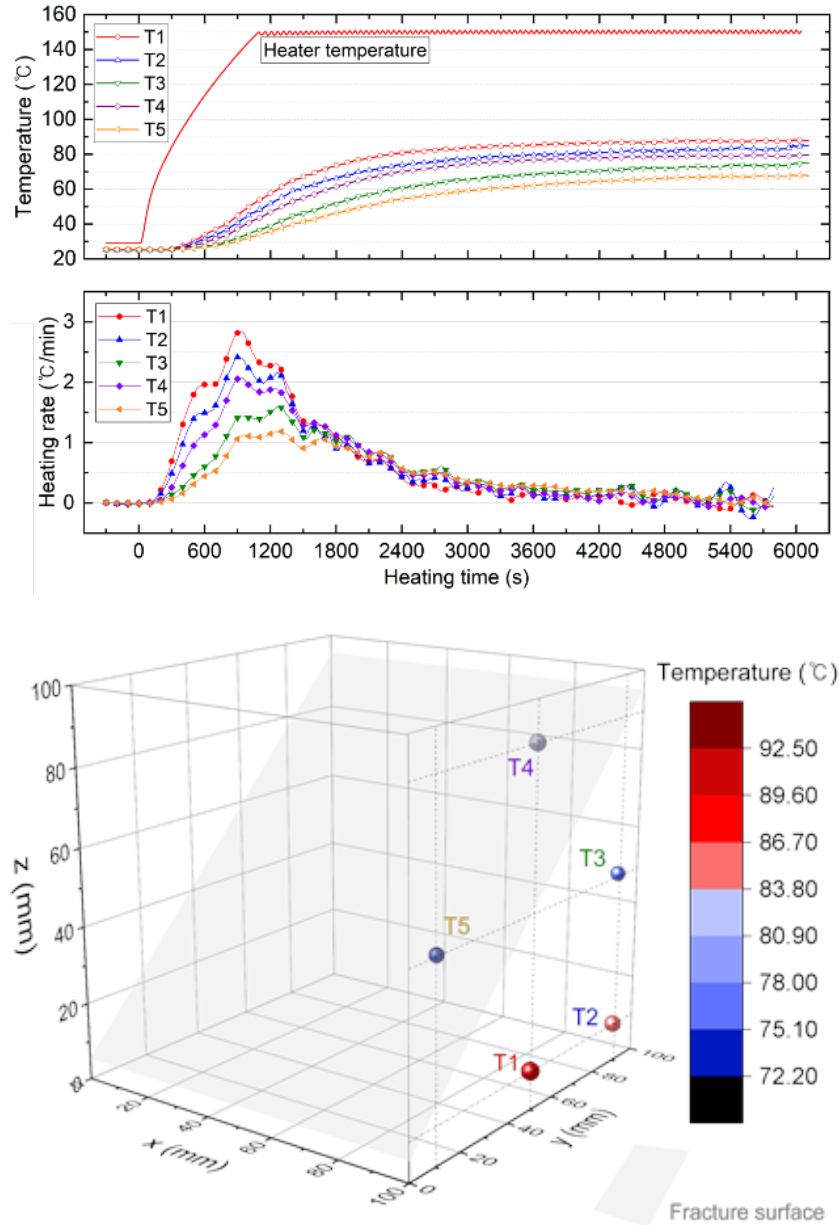 160
140
120
100
80
60
40
20
Temperature (℃)
T1
T2
T3
T4
T5
Heater temperature
3
2
1
0
Heating rate (℃/min)
T1
T2
T3
T4
T5
0 600 1200 1800 2400 3000 3600 4200 4800 5400 6000
Heating time (s)
100
80
60
40
20
0
z (mm)
20
40
60
80
100
x (mm)
0
20
40
60
80
100
y (mm)
T4
T3
T5
T2
T1
Temperature (℃)
92.50
89.60
86.70
83.80
80.90
78.00
75.10
72.20
Fracture surface